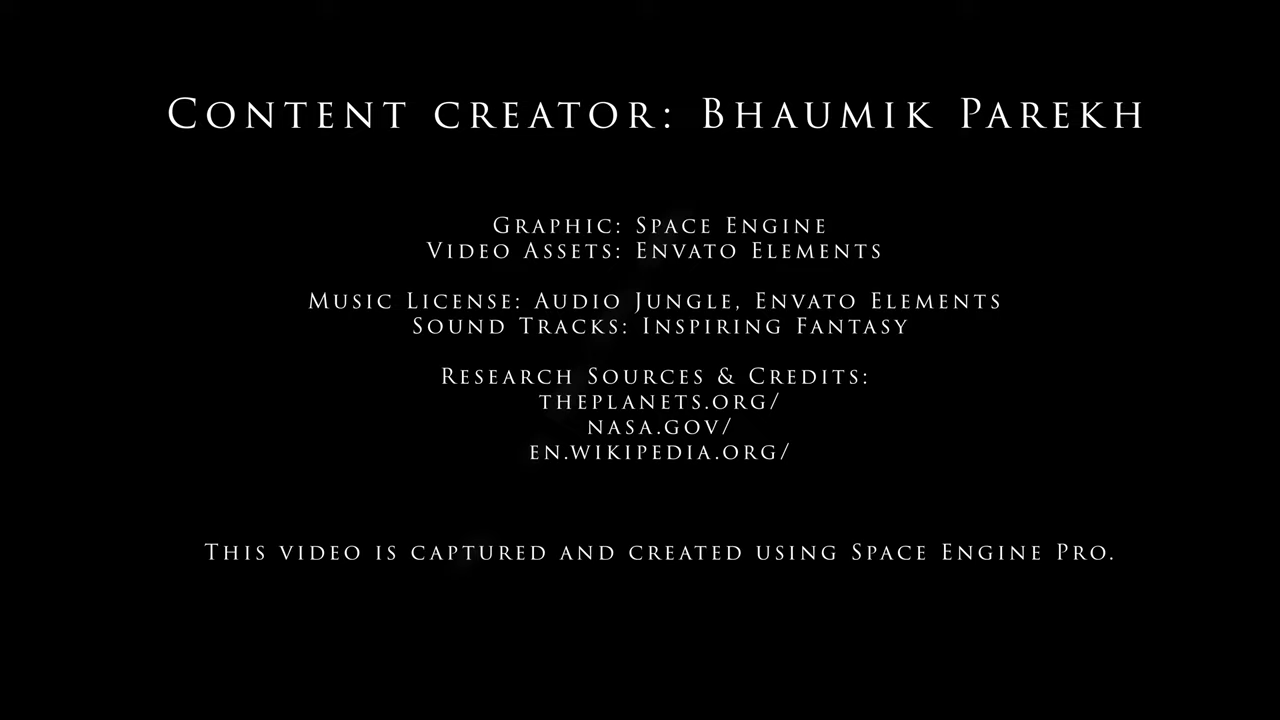 Content creator: Bhaumik Parekh
Graphic: Space Engine
Video Assets: Envato Elements
Music License: Audio Jungle, Envato Elements
Sound Tracks: Inspiring Fantasy
Research Sources & Credits:
theplanets.org/
nasa.gov/
en.wikipedia.org/
This video is captured and created using Space Engine Pro.